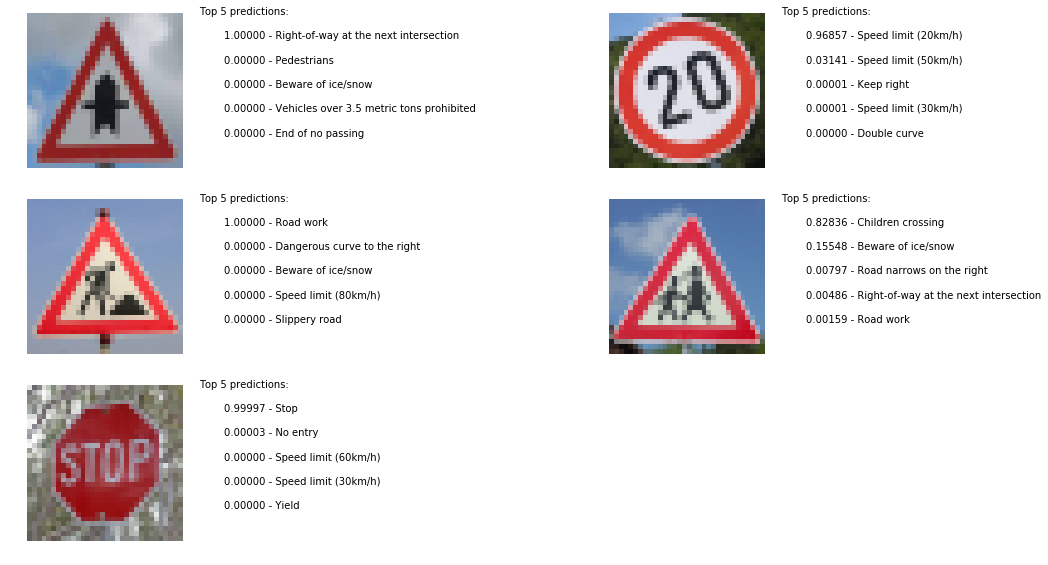 Top 5 predictions:
1.00000 - Right-of-way at the next intersection
0.00000 - Pedestrians
0.00000 - Beware of ice/snow
0.00000 - Vehicles over 3.5 metric tons prohibited
0.00000 - End of no passing
20
Top 5 predictions:
0.96857 - Speed limit (20km/h)
0.03141 - Speed limit (50km/h)
0.00001 - Keep right
0.00001 - Speed limit (30km/h)
0.00000 - Double curve
Top 5 predictions:
1.00000 - Road work
0.00000 - Dangerous curve to the right
0.00000 - Beware of ice/snow
0.00000 - Speed limit (80km/h)
0.00000 - Slippery road
Top 5 predictions:
0.82836 - Children crossing
0.15548 - Beware of ice/snow
0.00797 - Road narrows on the right
0.00486 - Right-of-way at the next intersection
0.00159 - Road work
STOP
Top 5 predictions:
0.99997 - Stop
0.00003 - No entry
0.00000 - Speed limit (60km/h)
0.00000 - Speed limit (30km/h)
0.00000 - Yield